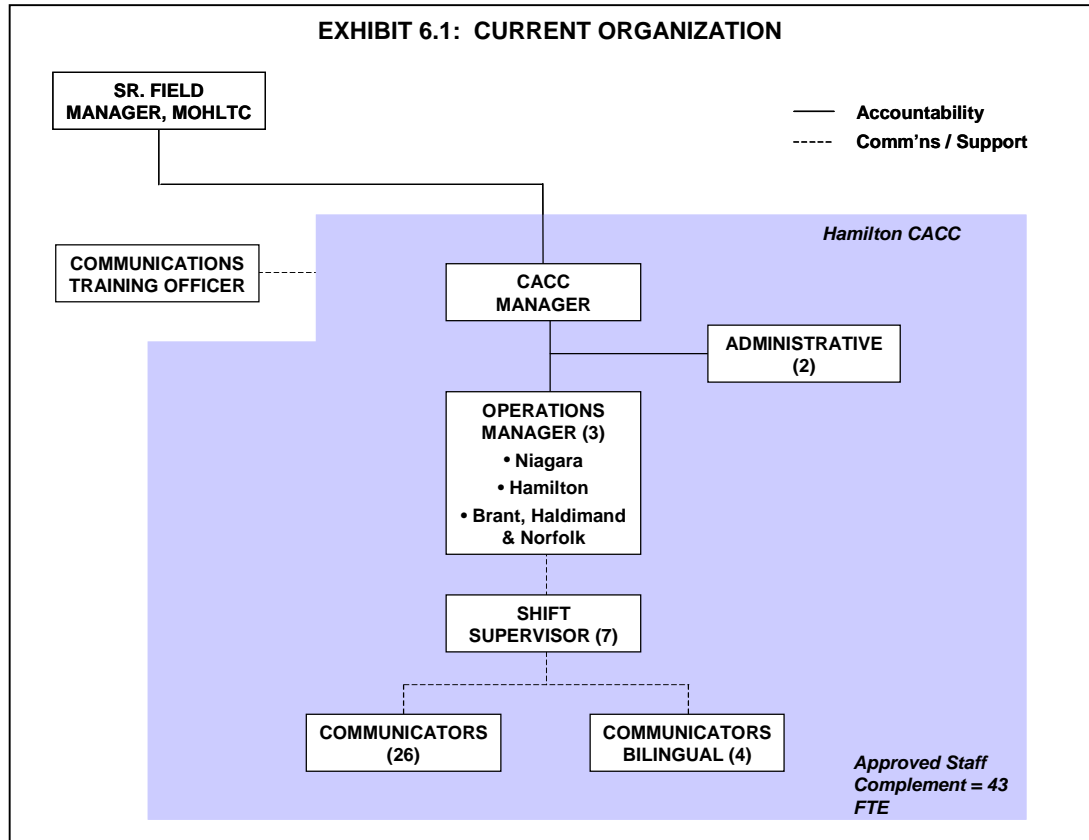 EXHIBIT 6.1: CURRENT ORGANIZATION
SR. FIELD
MANAGER, MOHLTC
Accountability
Comm'ns / Support
Hamilton CACC
COMMUNICATIONS
TRAINING OFFICER
CACC
MANAGER
ADMINISTRATIVE
(2)
OPERATIONS
MANAGER (3)
• Niagara
• Hamilton
• Brant, Haldimand
& Norfolk
SHIFT
SUPERVISOR (7)
COMMUNICATORS
(26)
COMMUNICATORS
BILINGUAL (4)
Approved Staff
Complement = 43
FTE